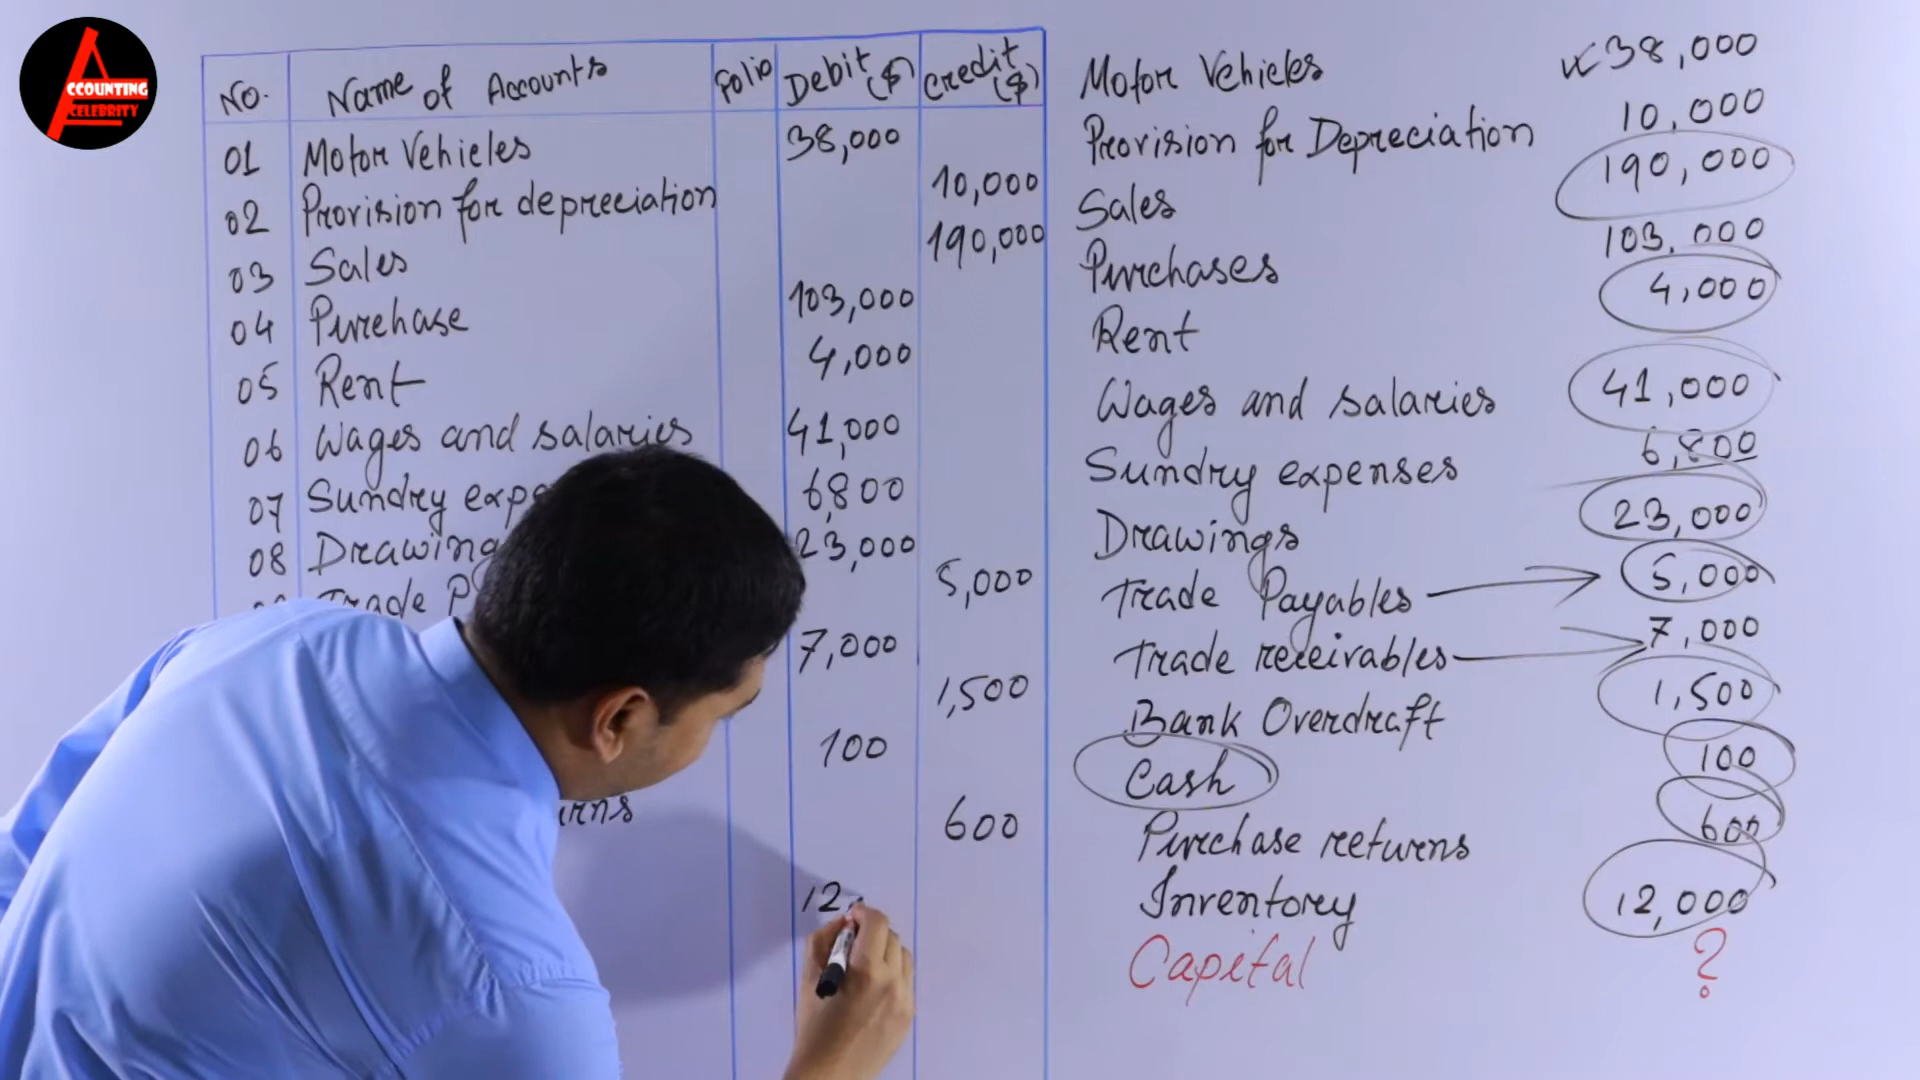 ACCOUNTING
CELEBRITY
No. Name of Accounts Folio Debit ($) Credit ($)
01 Motor Vehicles 38,000
02 Provision for depreciation 10,000
03 Sales 190,000
04 Purchase 103,000
05 Rent 4,000
06 Wages and salaries 41,000
07 Sundry 6,800
08 Drawing 23,000
Trade 5,000
7,000
1,500
100
600
12,
Motor Vehicles 38,000
Provision for Depreciation 10,000
Sales 190,000
Purchases 103,000
Rent 4,000
Wages and salaries 41,000
Sundry expenses 6,800
Drawings 23,000
Trade Payables 5,000
Trade receivables 7,000
Bank Overdraft 1,500
Cash 100
Purchase returns 600
Inventory 12,000
Capital ?